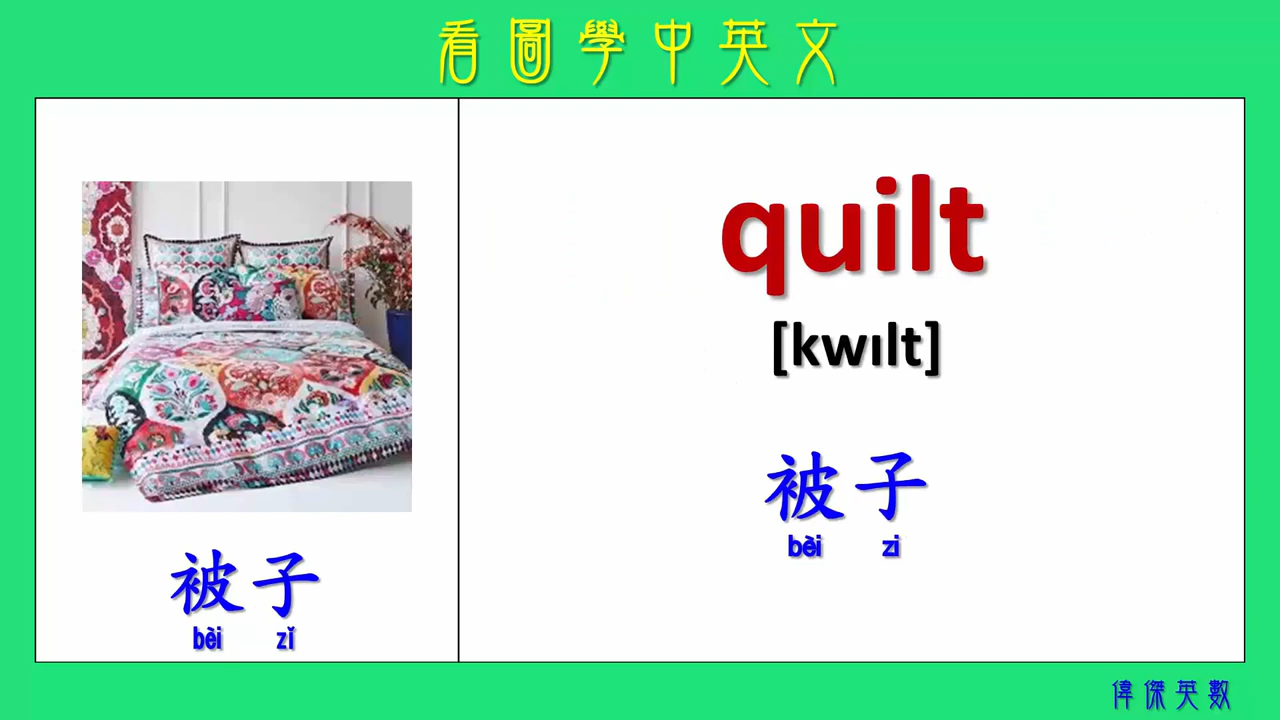 看圖學中英文
被子
bèi zǐ
quilt
[kwɪlt]
被子
bèi zi
偉傑英數